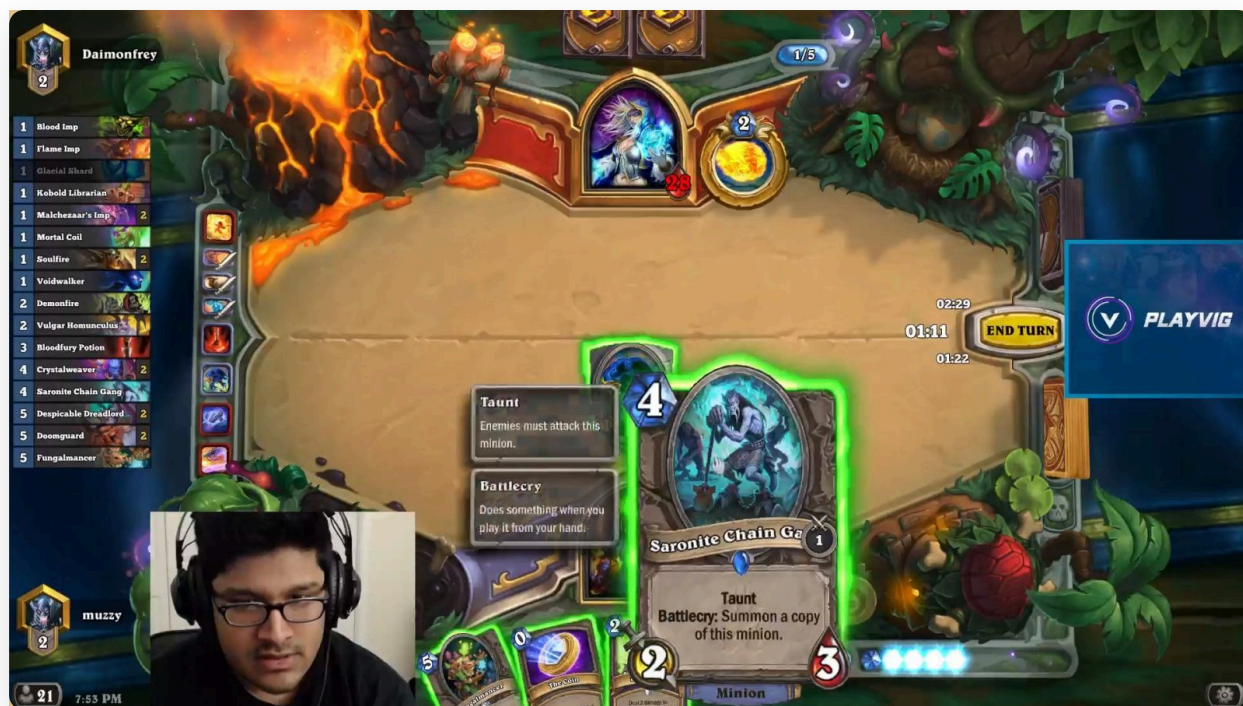 Daimonfrey
2
1/5
2
28
1 Blood Imp
1 Flame Imp
1 Glacial Shard
1 Kobold Librarian
1 Malchezaar's Imp 2
1 Mortal Coil
1 Soulfire 2
1 Voidwalker
2 Demonfire
2 Vulgar Homunculus
3 Bloodfury Potion
4 Crystalweaver 2
4 Saronite Chain Gang
5 Despicable Dreadlord 2
5 Doomguard 2
5 Fungalmancer
02:29
01:11
END TURN
01:22
PLAYVIG
Taunt
Enemies must attack this
minion.
Battlecry
Does something when you
play it from your hand.
4
Saronite Chain Ga
1
Taunt
Battlecry: Summon a copy
of this minion.
2
3
Minion
5
0
The Coin
2
muzzy
2
21
7:53 PM